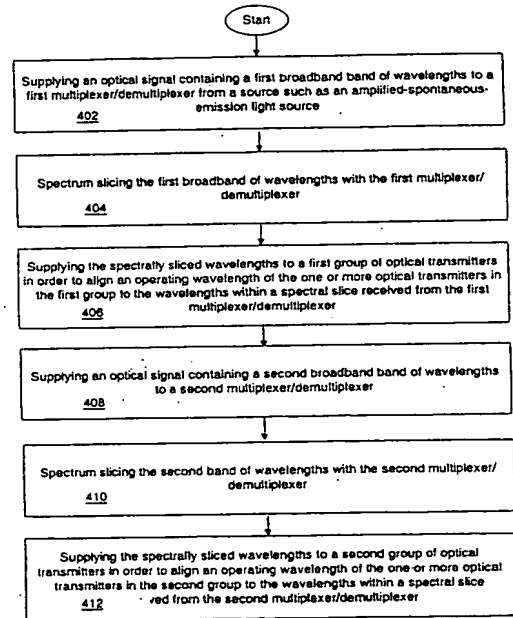 Start
Supplying an optical signal containing a first broadband band of wavelengths to a
first multiplexer/demultiplexer from a source such as an amplified-spontaneous-
emission light source
402
Spectrum slicing the first broadband of wavelengths with the first multiplexer/
demultiplexer
404
Supplying the spectrally sliced wavelengths to a first group of optical transmitters
in order to align an operating wavelength of the one or more optical transmitters in
the first group to the wavelengths within a spectral slice received from the first
multiplexer/demultiplexer
406
Supplying an optical signal containing a second broadband band of wavelengths
to a second multiplexer/demultiplexer
408
Spectrum slicing the second band of wavelengths with the second multiplexer/
demultiplexer
410
Supplying the spectrally sliced wavelengths to a second group of optical
transmitters in order to align an operating wavelength of the one or more optical
transmitters in the second group to the wavelengths within a spectral slice
ved from the second multiplexer/demultiplexer
412